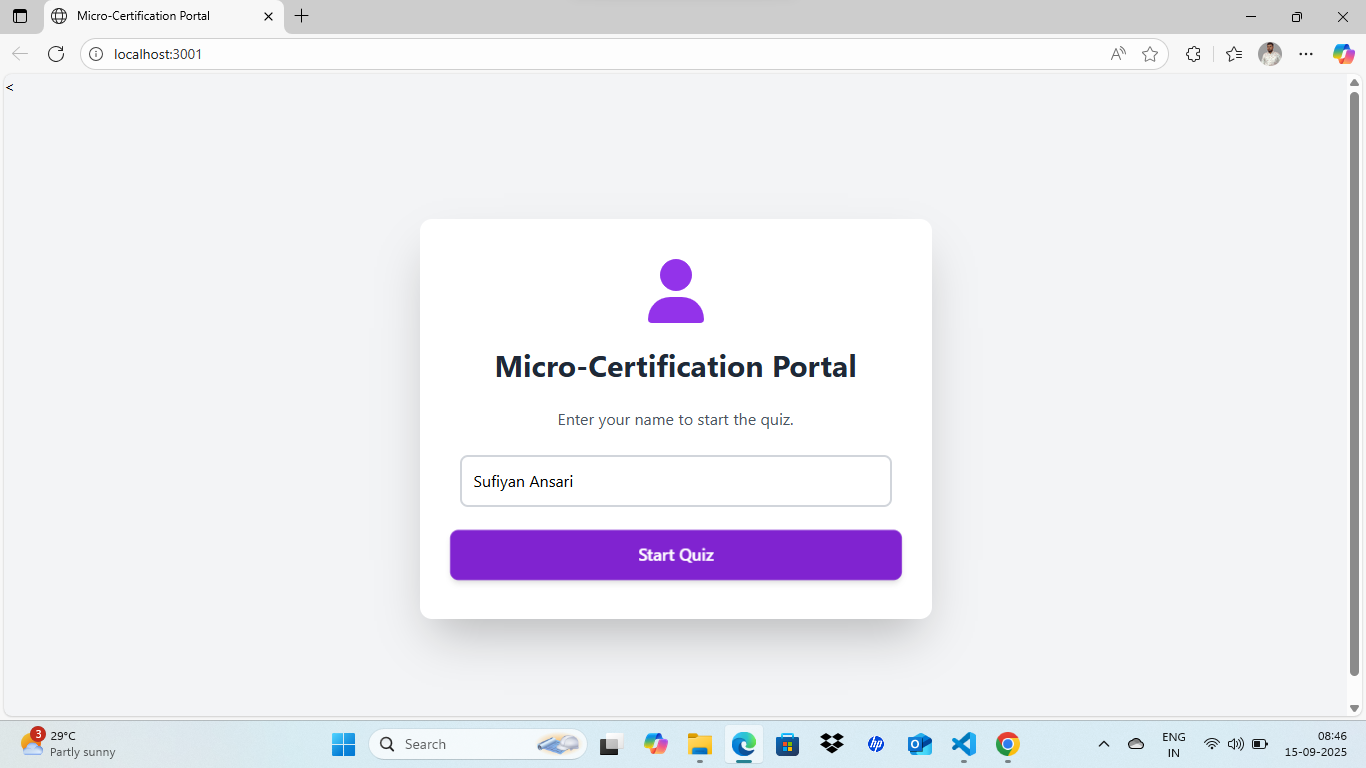 Micro-Certification Portal
localhost:3001
<
Micro-Certification Portal
Enter your name to start the quiz.
Sufiyan Ansari
Start Quiz
3
29°C
Partly sunny
Search
hp
ENG
IN
08:46
15-09-2025